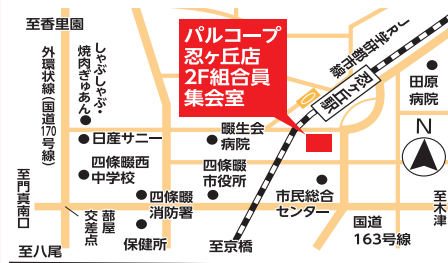 至香里園
外環状線（国道170号線）
しゃぶしゃぶ・
焼肉ぎゅあん
パルコープ
忍ヶ丘店
2F組合員
集会室
JR学研都市線
忍ヶ丘駅
田原
病院
日産サニー
畷生会
病院
四條畷西
中学校
四條畷
市役所
至門真南口
四條畷
消防署
市民総合
センター
至木津
部屋
交差点
保健所
至京橋
国道
163号線
至八尾
N